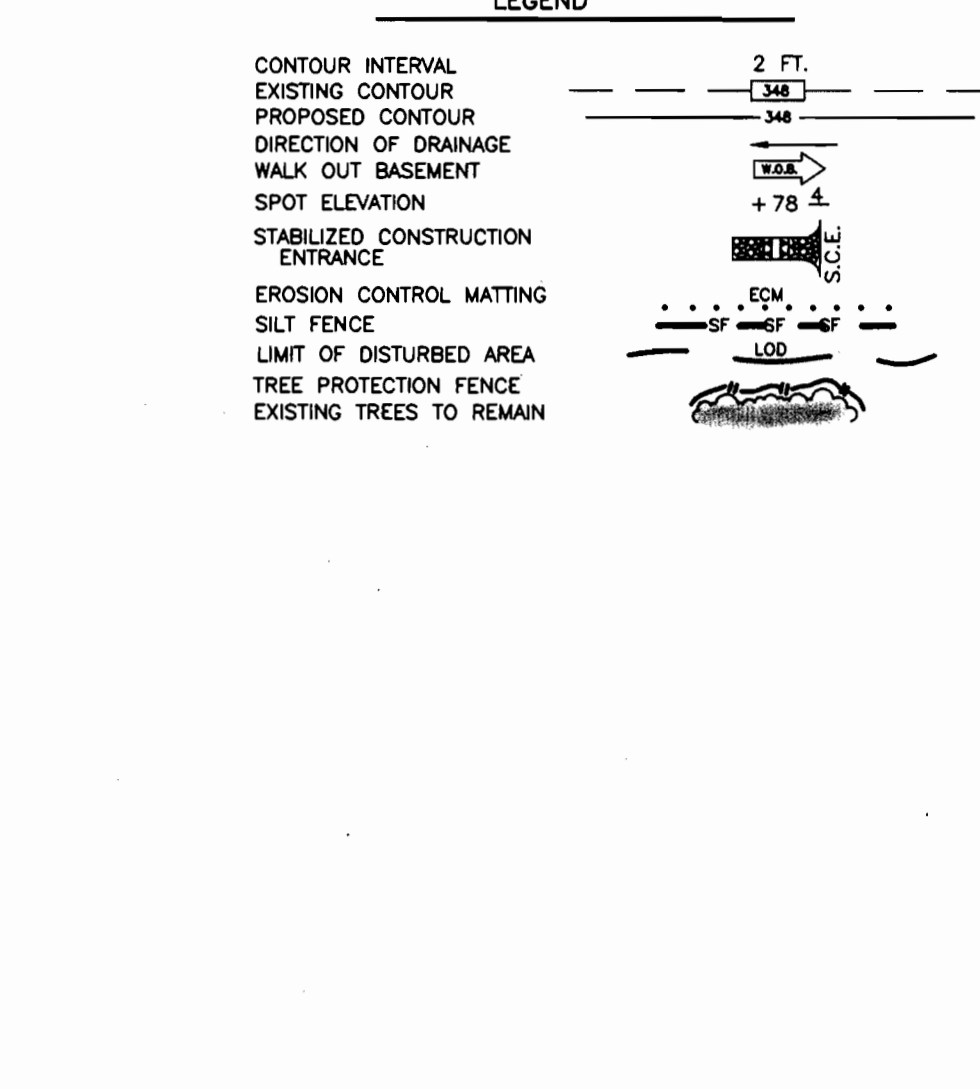 LEGEND
CONTOUR INTERVAL 2 FT.
EXISTING CONTOUR 348
PROPOSED CONTOUR 348
DIRECTION OF DRAINAGE
WALK OUT BASEMENT W.O.B.
SPOT ELEVATION + 78 4
STABILIZED CONSTRUCTION
ENTRANCE S.C.E.
EROSION CONTROL MATTING ECM
SILT FENCE SF SF SF
LIMIT OF DISTURBED AREA LOD
TREE PROTECTION FENCE
EXISTING TREES TO REMAIN